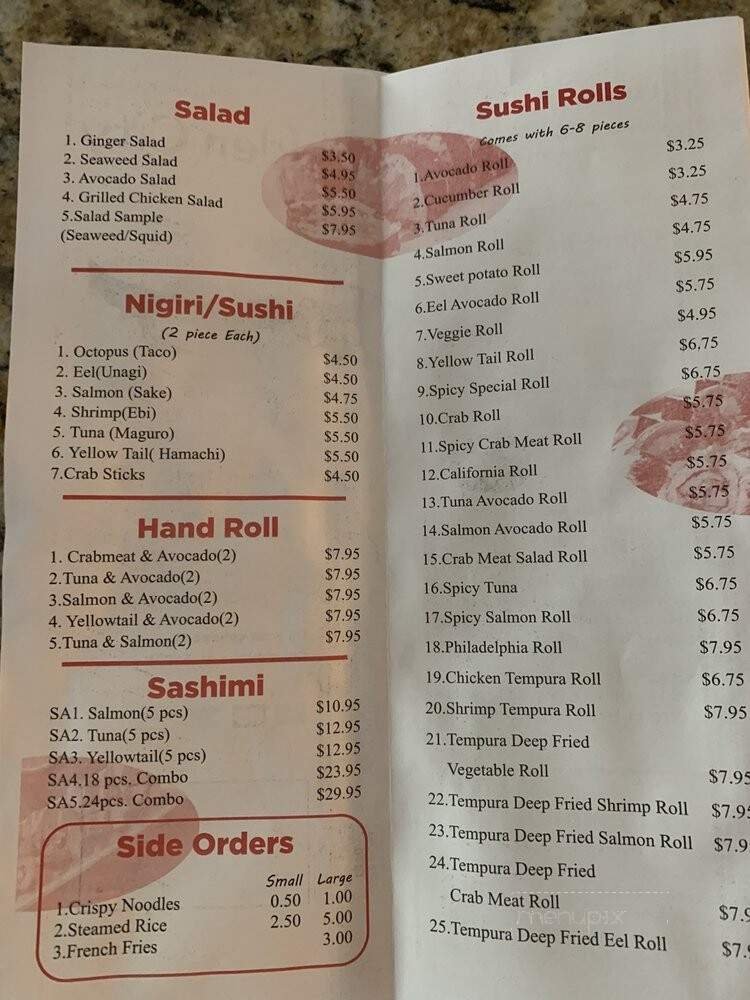 Salad
1. Ginger Salad $3.50
2. Seaweed Salad $4.95
3. Avocado Salad $5.50
4. Grilled Chicken Salad $5.95
5.Salad Sample $7.95
(Seaweed/Squid)
Nigiri/Sushi
(2 piece Each)
1. Octopus (Taco) $4.50
2. Eel(Unagi) $4.50
3. Salmon (Sake) $4.75
4. Shrimp(Ebi) $5.50
5. Tuna (Maguro) $5.50
6. Yellow Tail( Hamachi) $5.50
7.Crab Sticks $4.50
Hand Roll
1. Crabmeat & Avocado(2) $7.95
2.Tuna & Avocado(2) $7.95
3.Salmon & Avocado(2) $7.95
4. Yellowtail & Avocado(2) $7.95
5.Tuna & Salmon(2) $7.95
Sashimi
SA1. Salmon(5 pcs) $10.95
SA2. Tuna(5 pcs) $12.95
SA3. Yellowtail(5 pcs) $12.95
SA4.18 pcs. Combo $23.95
SA5.24pcs. Combo $29.95
Side Orders
Small Large
1.Crispy Noodles 0.50 1.00
2.Steamed Rice 2.50 5.00
3.French Fries 3.00
Sushi Rolls
Comes with 6-8 pieces
1.Avocado Roll $3.25
2.Cucumber Roll $3.25
3.Tuna Roll $4.75
4.Salmon Roll $4.75
5.Sweet potato Roll $5.95
6.Eel Avocado Roll $5.75
7.Veggie Roll $4.95
8.Yellow Tail Roll $6,75
9.Spicy Special Roll $6.75
10.Crab Roll $5.75
11.Spicy Crab Meat Roll $5.75
12.California Roll $5.75
13.Tuna Avocado Roll $5.75
14.Salmon Avocado Roll $5.75
15.Crab Meat Salad Roll $5.75
16.Spicy Tuna $6.75
17.Spicy Salmon Roll $6.75
18.Philadelphia Roll $7.95
19.Chicken Tempura Roll $6.75
20.Shrimp Tempura Roll $7.95
21.Tempura Deep Fried
Vegetable Roll $7.95
22.Tempura Deep Fried Shrimp Roll $7.95
23.Tempura Deep Fried Salmon Roll $7.9
24.Tempura Deep Fried
Crab Meat Roll $7.9
25.Tempura Deep Fried Eel Roll $7.
menupix